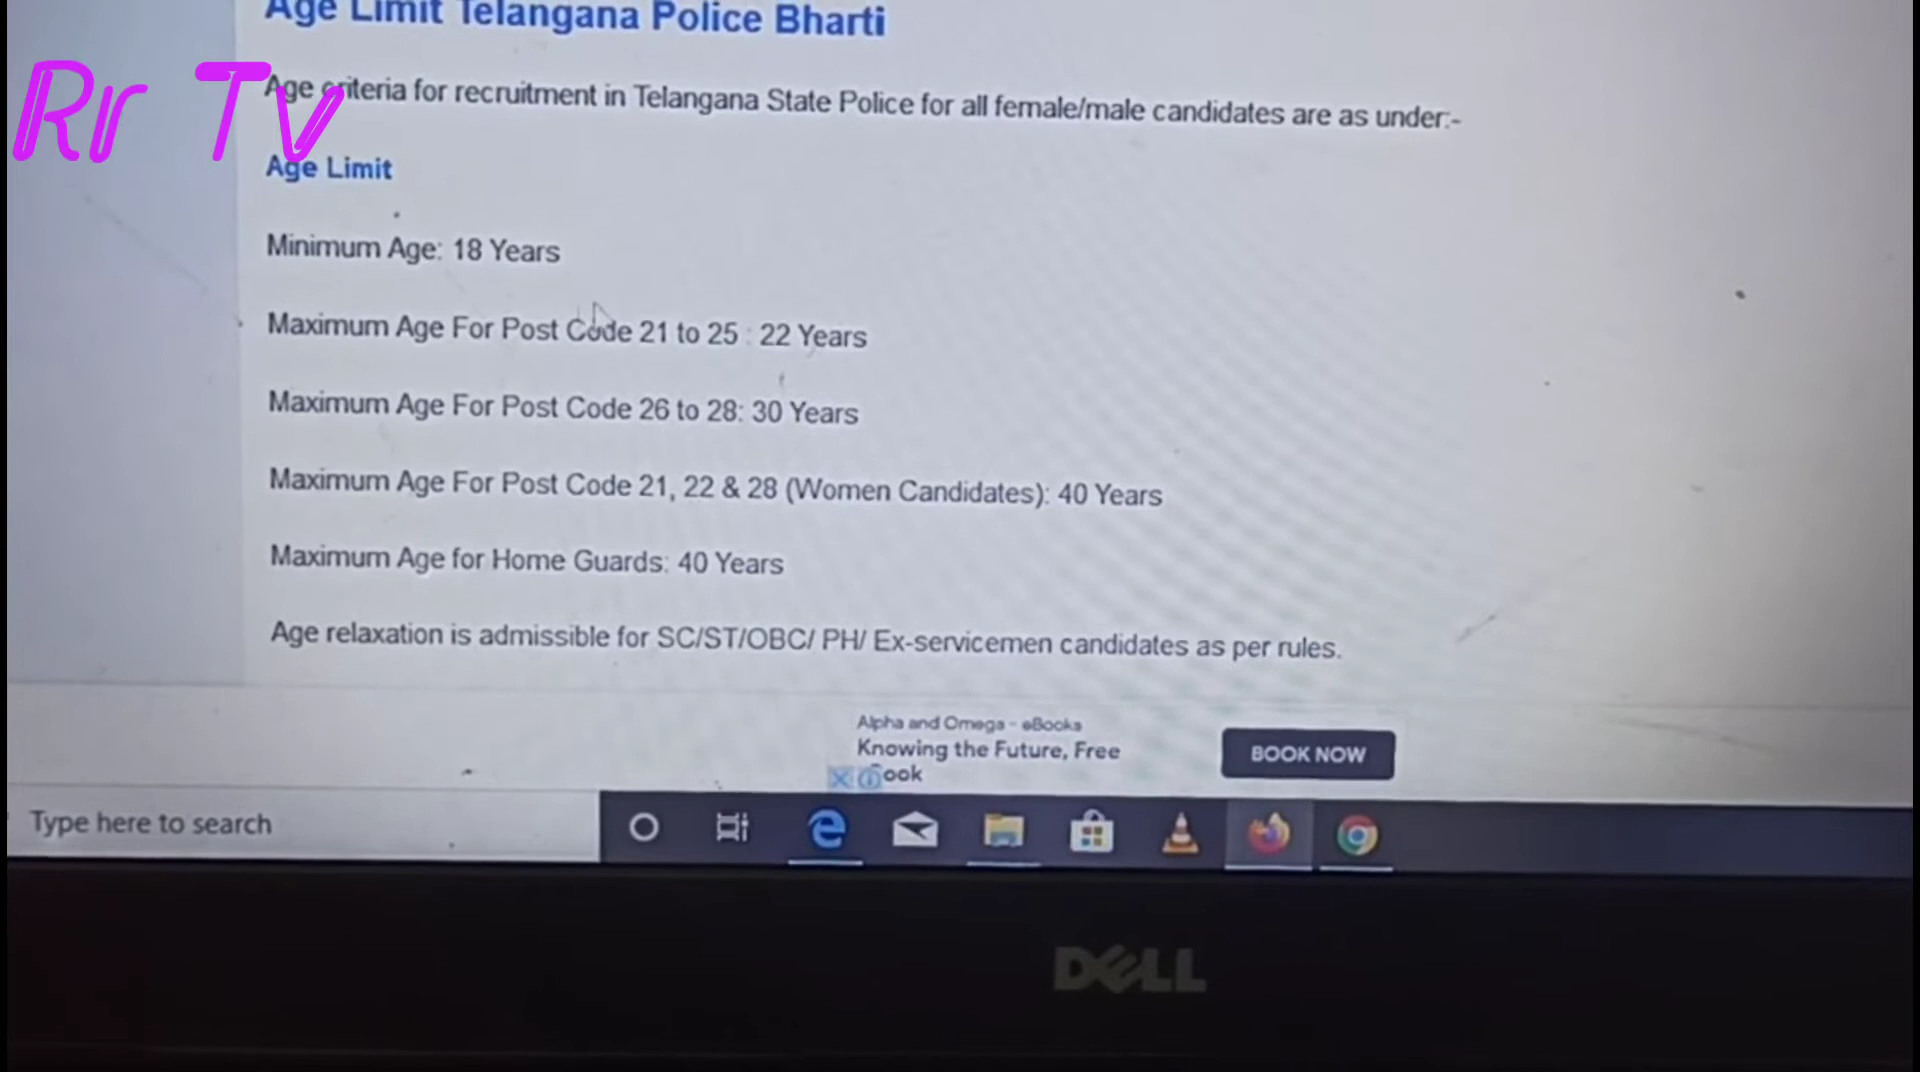 Age Limit Telangana Police Bharti
Rr Tv
Age criteria for recruitment in Telangana State Police for all female/male candidates are as under:-
Age Limit
Minimum Age: 18 Years
Maximum Age For Post Code 21 to 25 : 22 Years
Maximum Age For Post Code 26 to 28: 30 Years
Maximum Age For Post Code 21, 22 & 28 (Women Candidates): 40 Years
Maximum Age for Home Guards: 40 Years
Age relaxation is admissible for SC/ST/OBC/ PH/ Ex-servicemen candidates as per rules.
Alpha and Omega - eBooks
Knowing the Future, Free
BOOK NOW
Type here to search
DELL